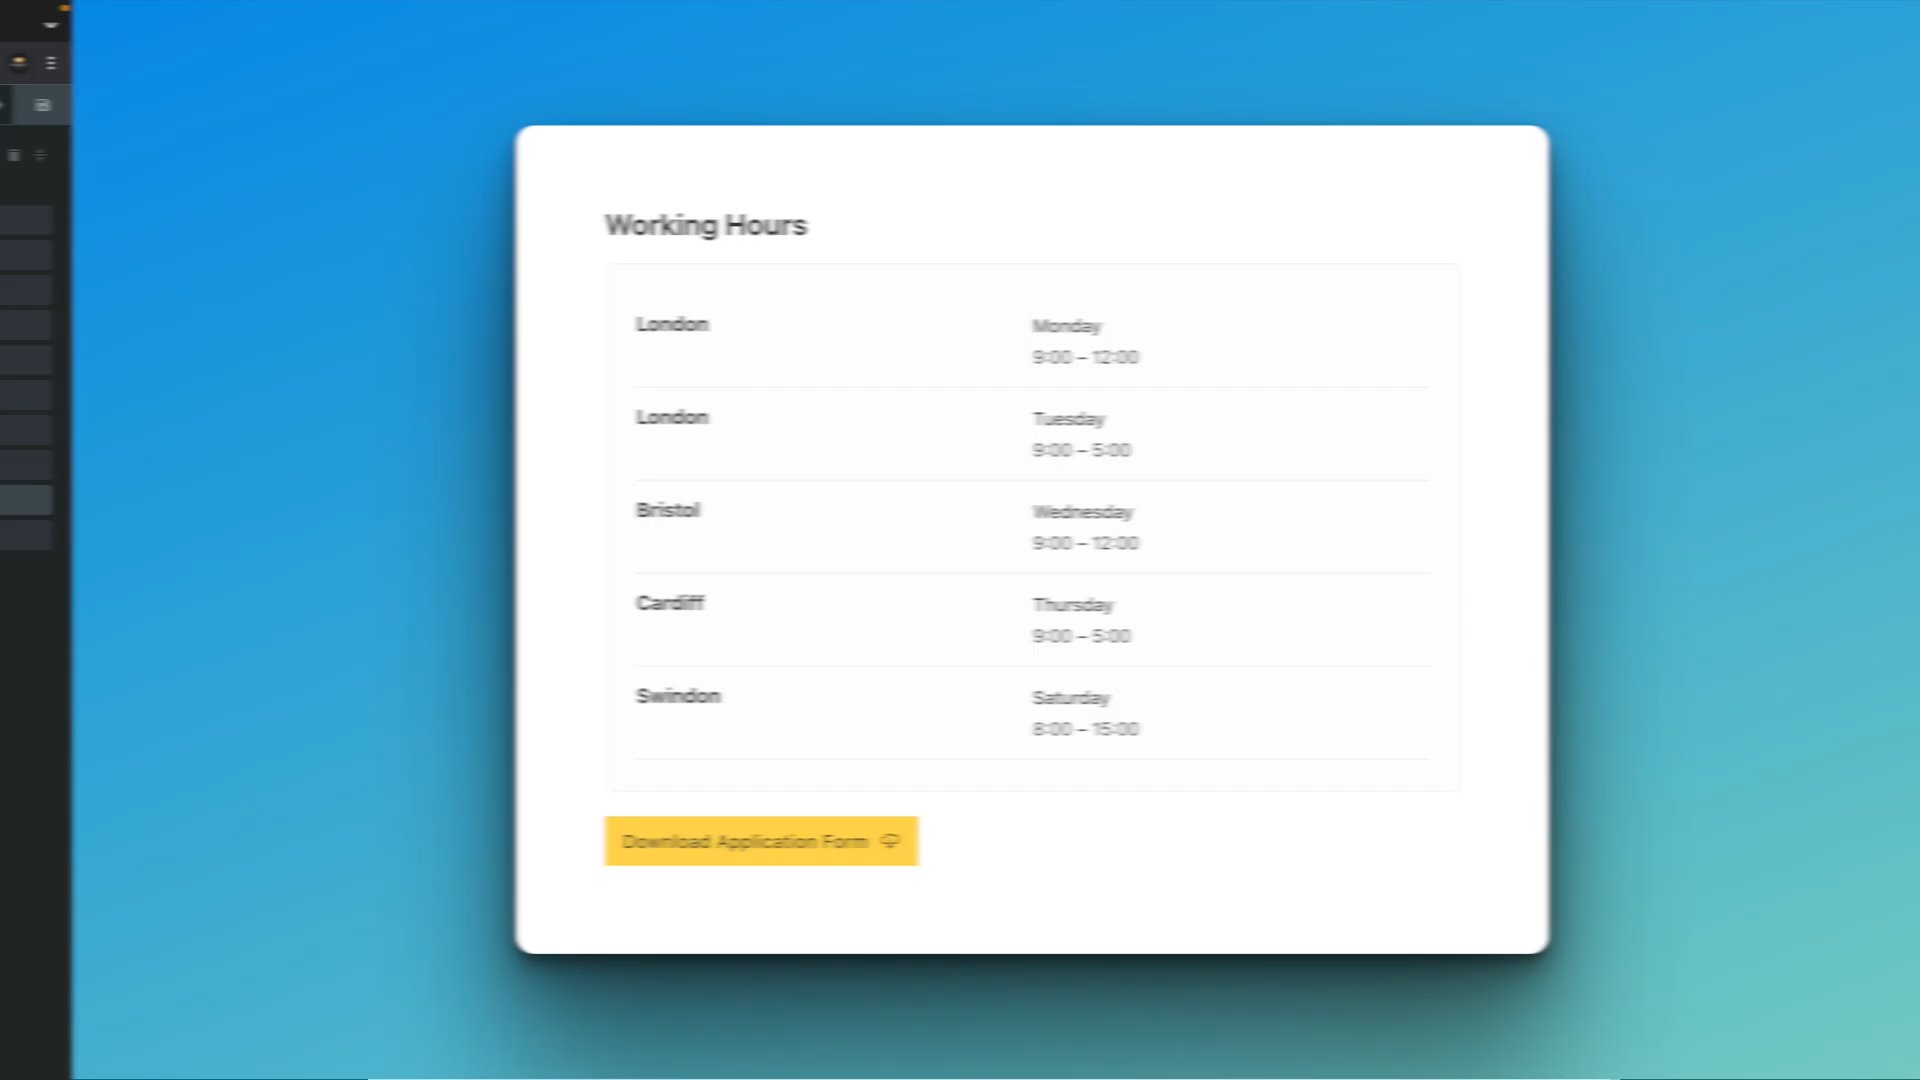 Working Hours
London
Monday
9:00 – 12:00
London
Tuesday
9:00 – 5:00
Bristol
Wednesday
9:00 – 12:00
Cardiff
Thursday
9:00 – 5:00
Swindon
Saturday
8:00 – 15:00
Download Application Form